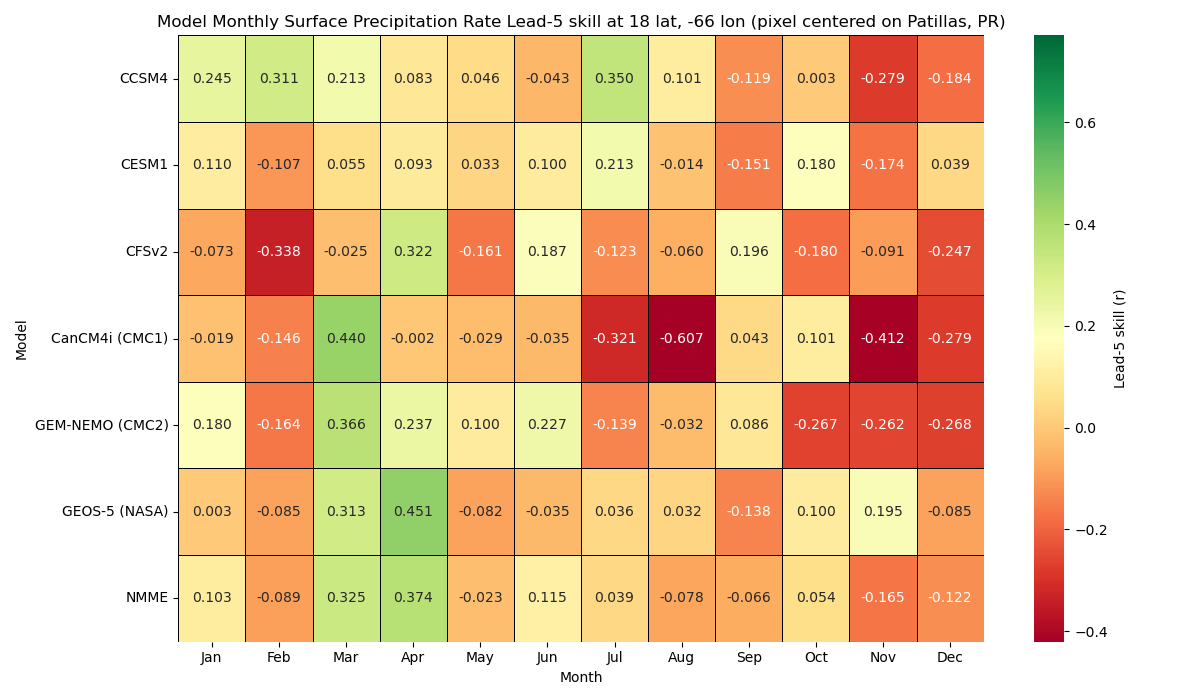 Model Monthly Surface Precipitation Rate Lead-5 skill at 18 lat, -66 lon (pixel centered on Patillas, PR)
CCSM4 0.245 0.311 0.213 0.083 0.046 -0.043 0.350 0.101 -0.119 0.003 -0.279 -0.184
CESM1 0.110 -0.107 0.055 0.093 0.033 0.100 0.213 -0.014 -0.151 0.180 -0.174 0.039
CFSv2 -0.073 -0.338 -0.025 0.322 -0.161 0.187 -0.123 -0.060 0.196 -0.180 -0.091 -0.247
CanCM4i (CMC1) -0.019 -0.146 0.440 -0.002 -0.029 -0.035 -0.321 -0.607 0.043 0.101 -0.412 -0.279
GEM-NEMO (CMC2) 0.180 -0.164 0.366 0.237 0.100 0.227 -0.139 -0.032 0.086 -0.267 -0.262 -0.268
GEOS-5 (NASA) 0.003 -0.085 0.313 0.451 -0.082 -0.035 0.036 0.032 -0.138 0.100 0.195 -0.085
NMME 0.103 -0.089 0.325 0.374 -0.023 0.115 0.039 -0.078 -0.066 0.054 -0.165 -0.122
Jan Feb Mar Apr May Jun Jul Aug Sep Oct Nov Dec
Month
Model
0.6
0.4
0.2
0.0
−0.2
−0.4
Lead-5 skill (r)